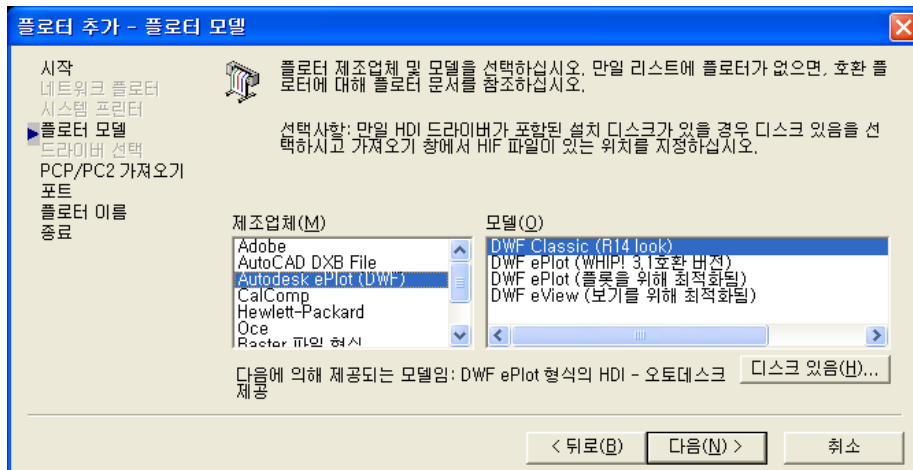 플로터 추가 - 플로터 모델
시작
네트워크 플로터
시스템 프린터
플로터 모델
드라이버 선택
PCP/PC2 가져오기
포트
플로터 이름
종료
플로터 제조업체 및 모델을 선택하십시오. 만일 리스트에 플로터가 없으면, 호환 플
로터에 대해 플로터 문서를 참조하십시오.
선택사항: 만일 HDI 드라이버가 포함된 설치 디스크가 있을 경우 디스크 있음을 선
택하시고 가져오기 창에서 HIF 파일이 있는 위치를 지정하십시오.
제조업체(M)
Adobe
AutoCAD DXB File
Autodesk ePlot (DWF)
CalComp
Hewlett-Packard
Oce
Raster 파일 형식
모델(O)
DWF Classic (R14 look)
DWF ePlot (WHIP! 3.1호환 버전)
DWF ePlot (플롯을 위해 최적화됨)
DWF eView (보기를 위해 최적화됨)
다음에 의해 제공되는 모델임: DWF ePlot 형식의 HDI - 오토데스크
제공
디스크 있음(H)...
< 뒤로(B)
다음(N) >
취소